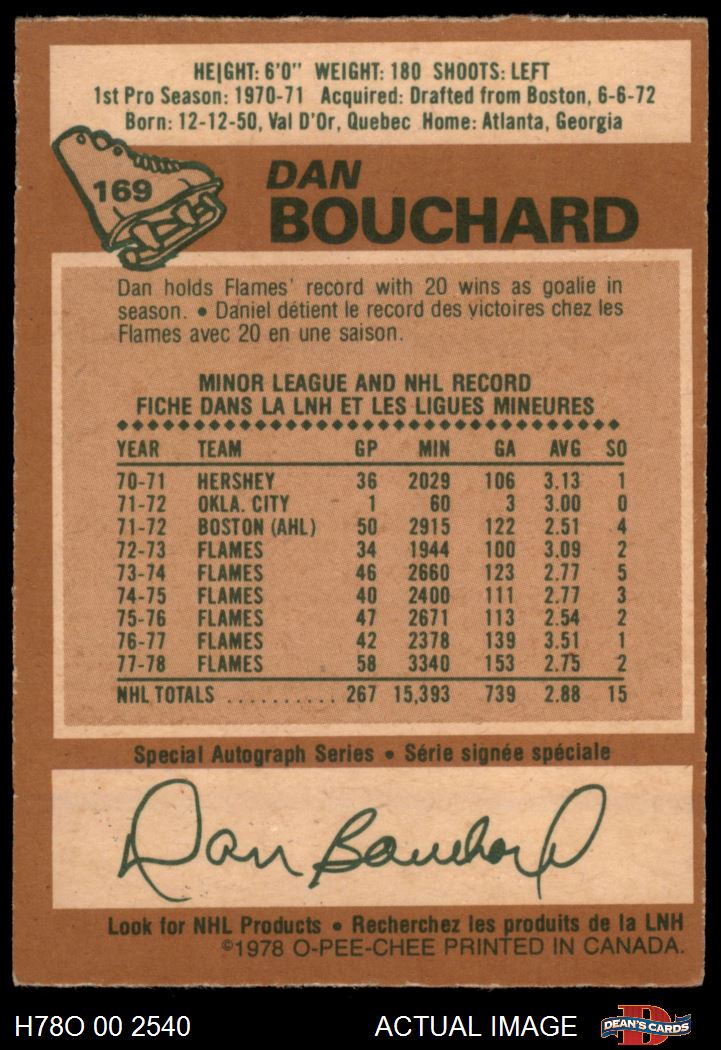 HEIGHT: 6'0" WEIGHT: 180 SHOOTS: LEFT
1st Pro Season: 1970-71 Acquired: Drafted from Boston, 6-6-72
Born: 12-12-50, Val D'Or, Quebec Home: Atlanta, Georgia
169
DAN
BOUCHARD
Dan holds Flames' record with 20 wins as goalie in
season. • Daniel détient le record des victoires chez les
Flames avec 20 en une saison.
MINOR LEAGUE AND NHL RECORD
FICHE DANS LA LNH ET LES LIGUES MINEURES
YEAR TEAM GP MIN GA AVG SO
70-71 HERSHEY 36 2029 106 3.13 1
71-72 OKLA. CITY 1 60 3 3.00 0
71-72 BOSTON (AHL) 50 2915 122 2.51 4
72-73 FLAMES 34 1944 100 3.09 2
73-74 FLAMES 46 2660 123 2.77 5
74-75 FLAMES 40 2400 111 2.77 3
75-76 FLAMES 47 2671 113 2.54 2
76-77 FLAMES 42 2378 139 3.51 1
77-78 FLAMES 58 3340 153 2.75 2
NHL TOTALS .......... 267 15,393 739 2.88 15
Special Autograph Series • Série signée spéciale
Dan Bouchard
Look for NHL Products • Recherchez les produits de la LNH
©1978 O-PEE-CHEE PRINTED IN CANADA.
H78O 00 2540 ACTUAL IMAGE D DEAN'S CARDS